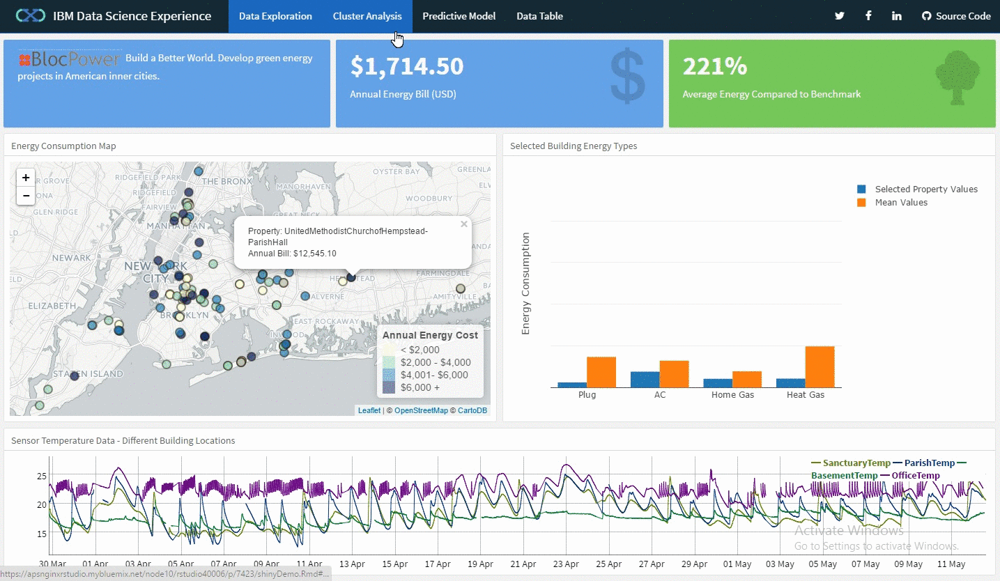 IBM Data Science Experience
Data Exploration
Cluster Analysis
Predictive Model
Data Table
Source Code
BlocPower Build a Better World. Develop green energy
projects in American inner cities.
$1,714.50
Annual Energy Bill (USD)
$
221%
Average Energy Compared to Benchmark
Energy Consumption Map
+
−
RIDGEFIELD PARK
THE BRONX
OYSTER BAY
RIDGEFIELD
MANORHAVEN
GLEN RIDGE
FAIRVIEW
WOODBURY
GREAT NECK
MANHATTAN
Property: UnitedMethodistChurchofHempstead-
ParishHall
Annual Bill: $12,545.10
×
NEWARK
NEW YORK
CITY
FARMINGDALE
ELIZABETH
AMITYVILLE
BROOKLYN
EAST ROCKAWAY
INWOOD
STATEN ISLAND
Annual Energy Cost
< $2,000
$2,000 - $4,000
$4,001- $6,000
$6,000 +
Leaflet | © OpenStreetMap © CartoDB
Selected Building Energy Types
Selected Property Values
Mean Values
Energy Consumption
Plug AC Home Gas Heat Gas
Sensor Temperature Data - Different Building Locations
SanctuaryTemp ParishTemp
BasementTemp OfficeTemp
25
20
15
30 Mar 01 Apr 03 Apr 05 Apr 07 Apr 09 Apr 11 Apr 13 Apr 15 Apr 17 Apr 19 Apr 21 Apr 23 Apr 25 Apr 27 Apr 29 Apr 01 May 03 May 05 May 07 May 09 May 11 May
Activate Windows
Go to Settings to activate Windows.
https://apsnginxrstudio.mybluemix.net/node10/rstudio40006/p/7423/shinyDemo.Rmd#...